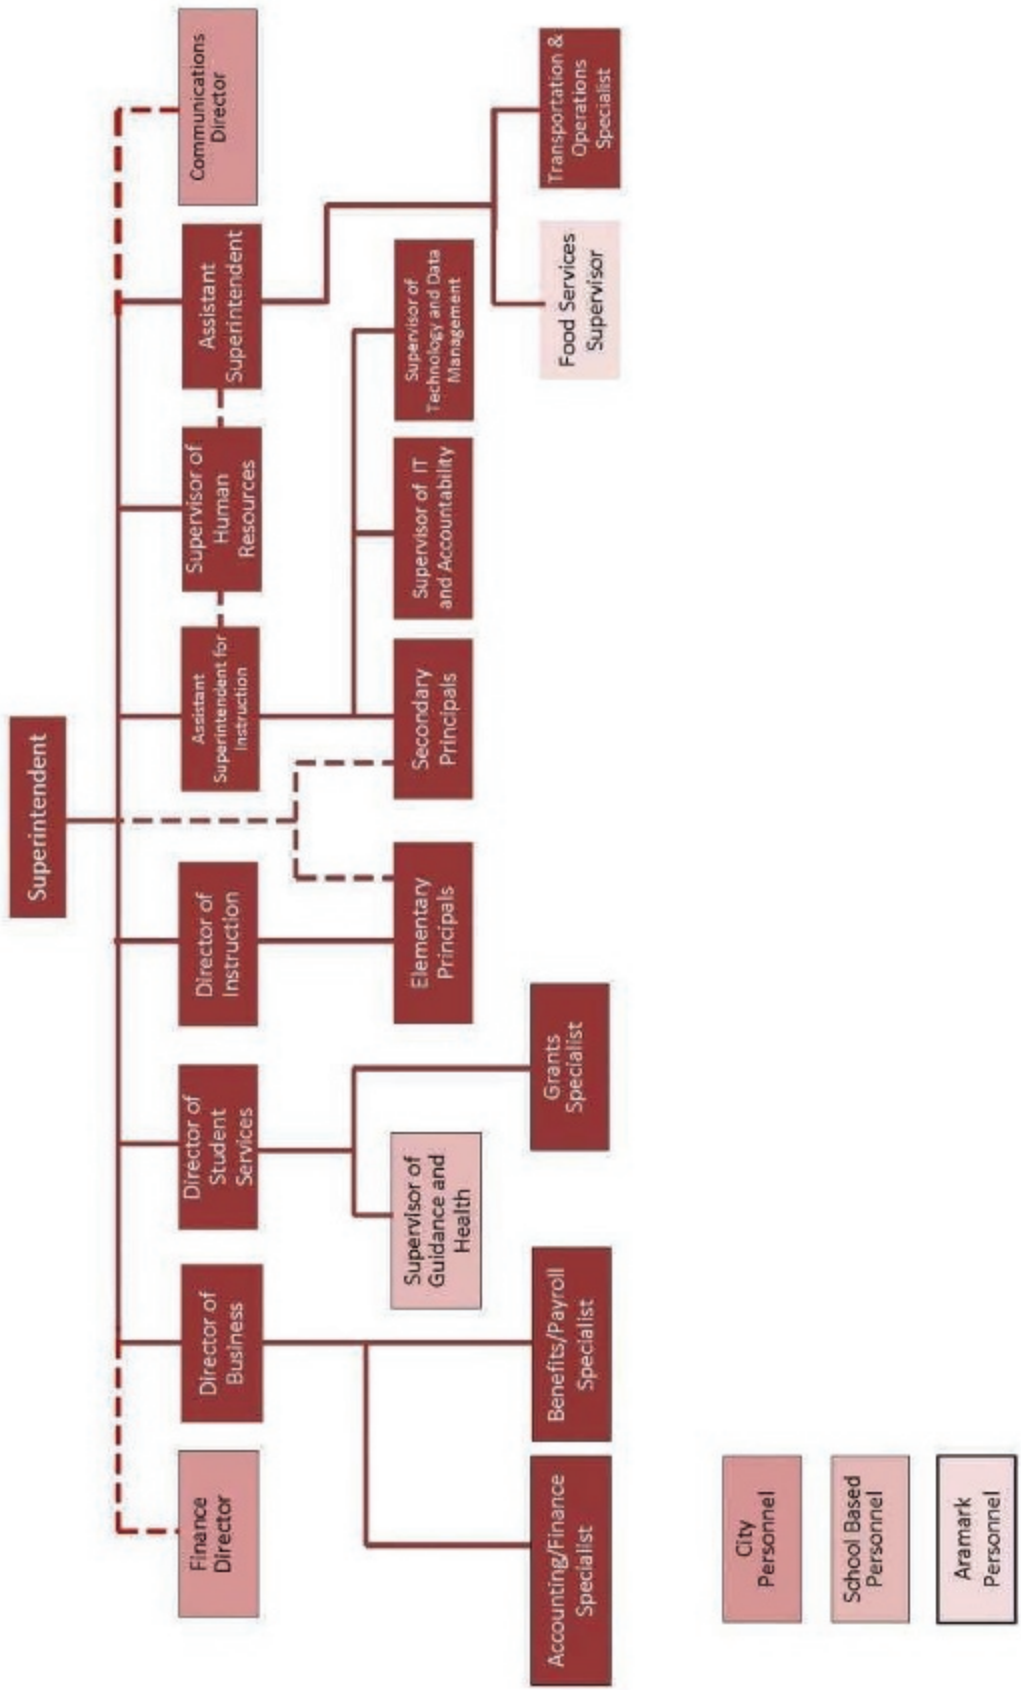 Superintendent
Finance
Director
Director of
Business
Director of
Student
Services
Director of
Instruction
Assistant
Superintendent for
Instruction
Supervisor of
Human
Resources
Assistant
Superintendent
Communications
Director
Supervisor of
Guidance and
Health
Elementary
Principals
Secondary
Principals
Supervisor of IT
and Accountability
Supervisor of
Technology and Data
Management
Accounting/Finance
Specialist
Benefits/Payroll
Specialist
Grants
Specialist
Food Services
Supervisor
Transportation &
Operations
Specialist
City
Personnel
School Based
Personnel
Aramark
Personnel